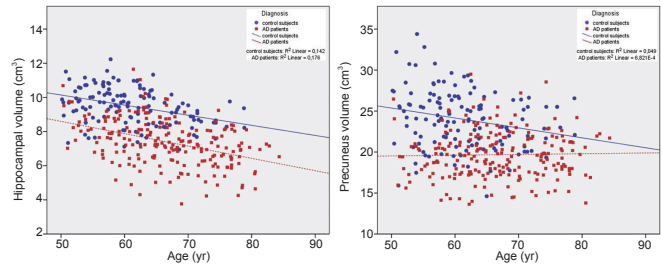 Diagnosis
control subjects
AD patients
control subjects
AD patients
control subjects: R² Linear = 0,142
AD patients: R² Linear = 0,176
14
12
10
8
6
4
2
Hippocampal volume (cm³)
50 60 70 80 90
Age (yr)
Diagnosis
control subjects
AD patients
control subjects
AD patients
control subjects: R² Linear = 0,049
AD patients: R² Linear = 6,821E-4
35
30
25
20
15
10
Precuneus volume (cm³)
50 60 70 80 90
Age (yr)